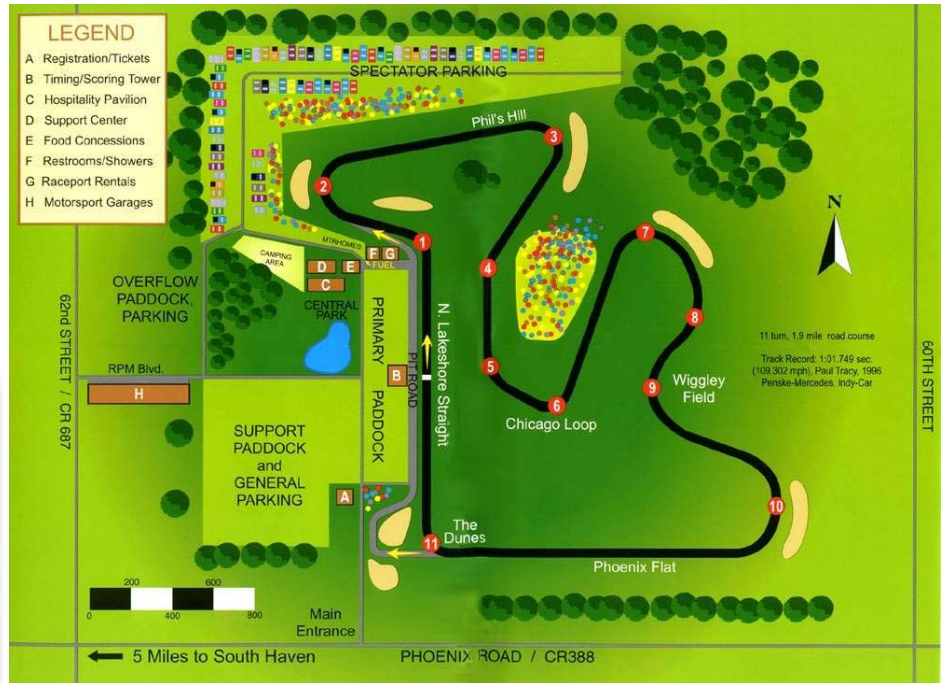 LEGEND
A Registration/Tickets
B Timing/Scoring Tower
C Hospitality Pavilion
D Support Center
E Food Concessions
F Restrooms/Showers
G Raceport Rentals
H Motorsport Garages
SPECTATOR PARKING
Phil's Hill
3
2
7
N
1
MTRHOMES
F G
FUEL
CAMPING
AREA
D E
C
4
OVERFLOW
PADDOCK,
PARKING
CENTRAL
PARK
8
62nd STREET / CR 687
PRIMARY PADDOCK
PIT ROAD
N. Lakeshore Straight
11 turn, 1.9 mile road course
Track Record: 1:01.749 sec.
(109.302 mph), Paul Tracy, 1996
Penske-Mercedes, Indy-Car
60TH STREET
RPM Blvd.
H
B
5
9
Wiggley
Field
6
Chicago Loop
SUPPORT
PADDOCK
and
GENERAL
PARKING
A
10
The
Dunes
11
Phoenix Flat
200 600
0 400 800
Main
Entrance
5 Miles to South Haven
PHOENIX ROAD / CR388